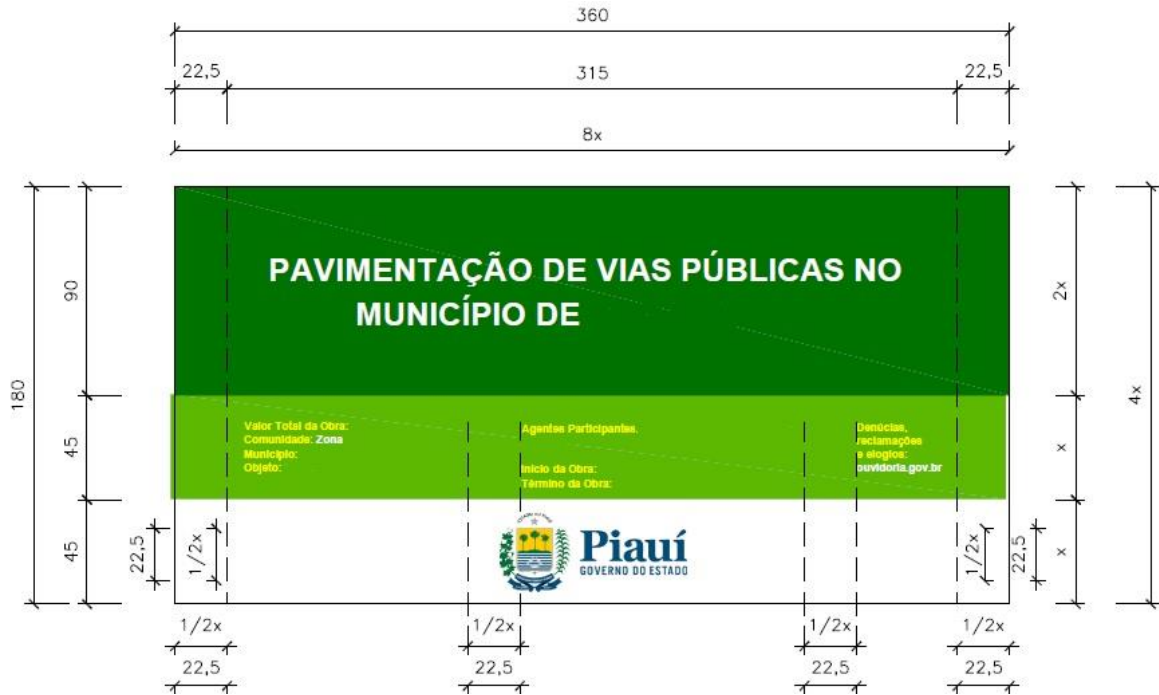 360
22,5 315 22,5
8x
PAVIMENTAÇÃO DE VIAS PÚBLICAS NO
MUNICÍPIO DE
180
90
45
45
2x
x
x
4x
Valor Total da Obra:
Comunidade: Zona
Município:
Objeto:
Agentes Participantes.
Início da Obra:
Término da Obra:
Denúcias,
reclamações
e elogios:
ouvidoria.gov.br
22,5
1/2x
Piauí
GOVERNO DO ESTADO
1/2x
22,5
1/2x 1/2x 1/2x 1/2x
22,5 22,5 22,5 22,5